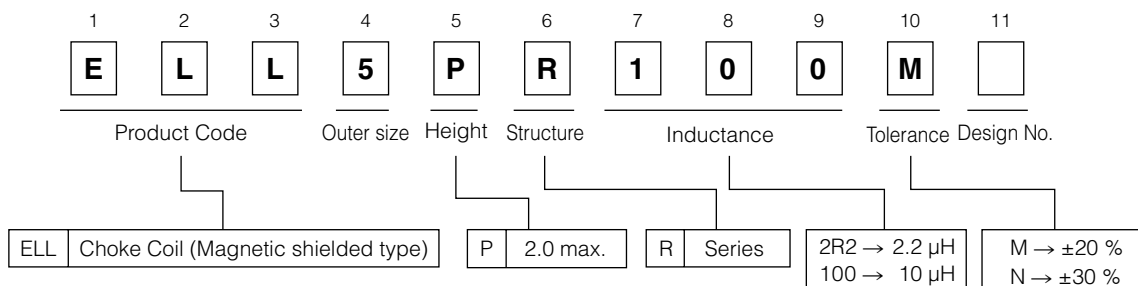 1 2 3 4 5 6 7 8 9 10 11
E L L 5 P R 1 0 0 M
Product Code Outer size Height Structure Inductance Tolerance Design No.
ELL Choke Coil (Magnetic shielded type) P 2.0 max. R Series 2R2 → 2.2 µH M → ±20 %
100 → 10 µH N → ±30 %